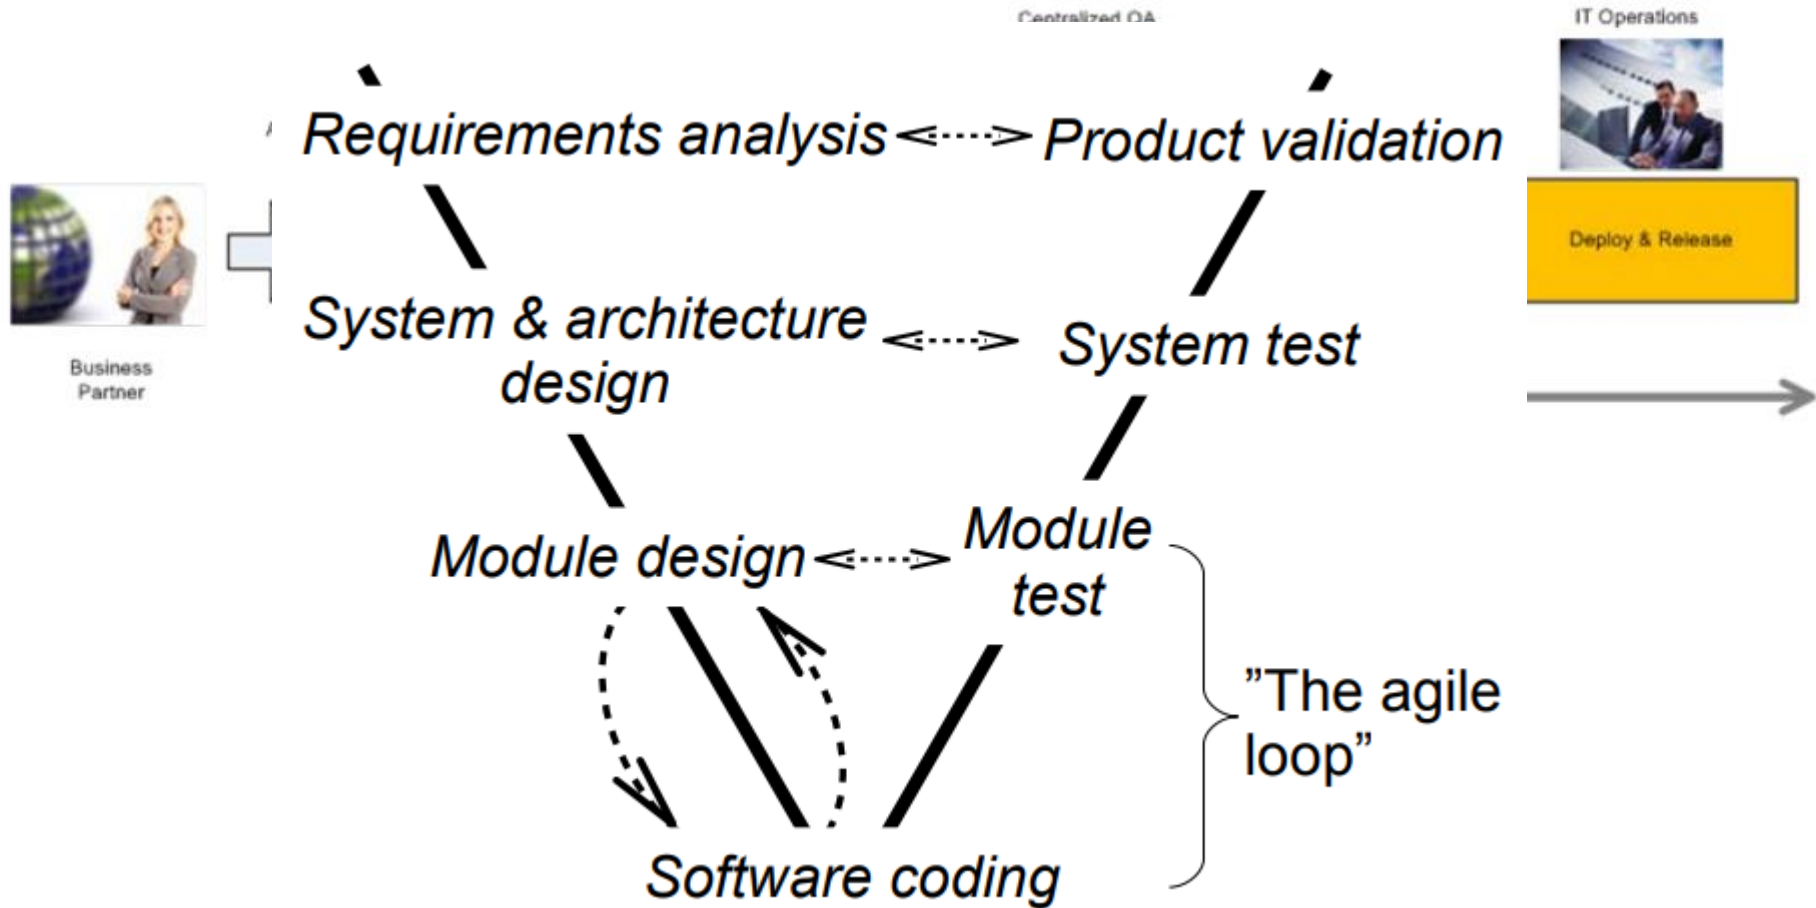 Centralized QA
IT Operations
Requirements analysis
Product validation
Deploy & Release
System & architecture
design
System test
Business
Partner
Module design
Module
test
”The agile
loop”
Software coding